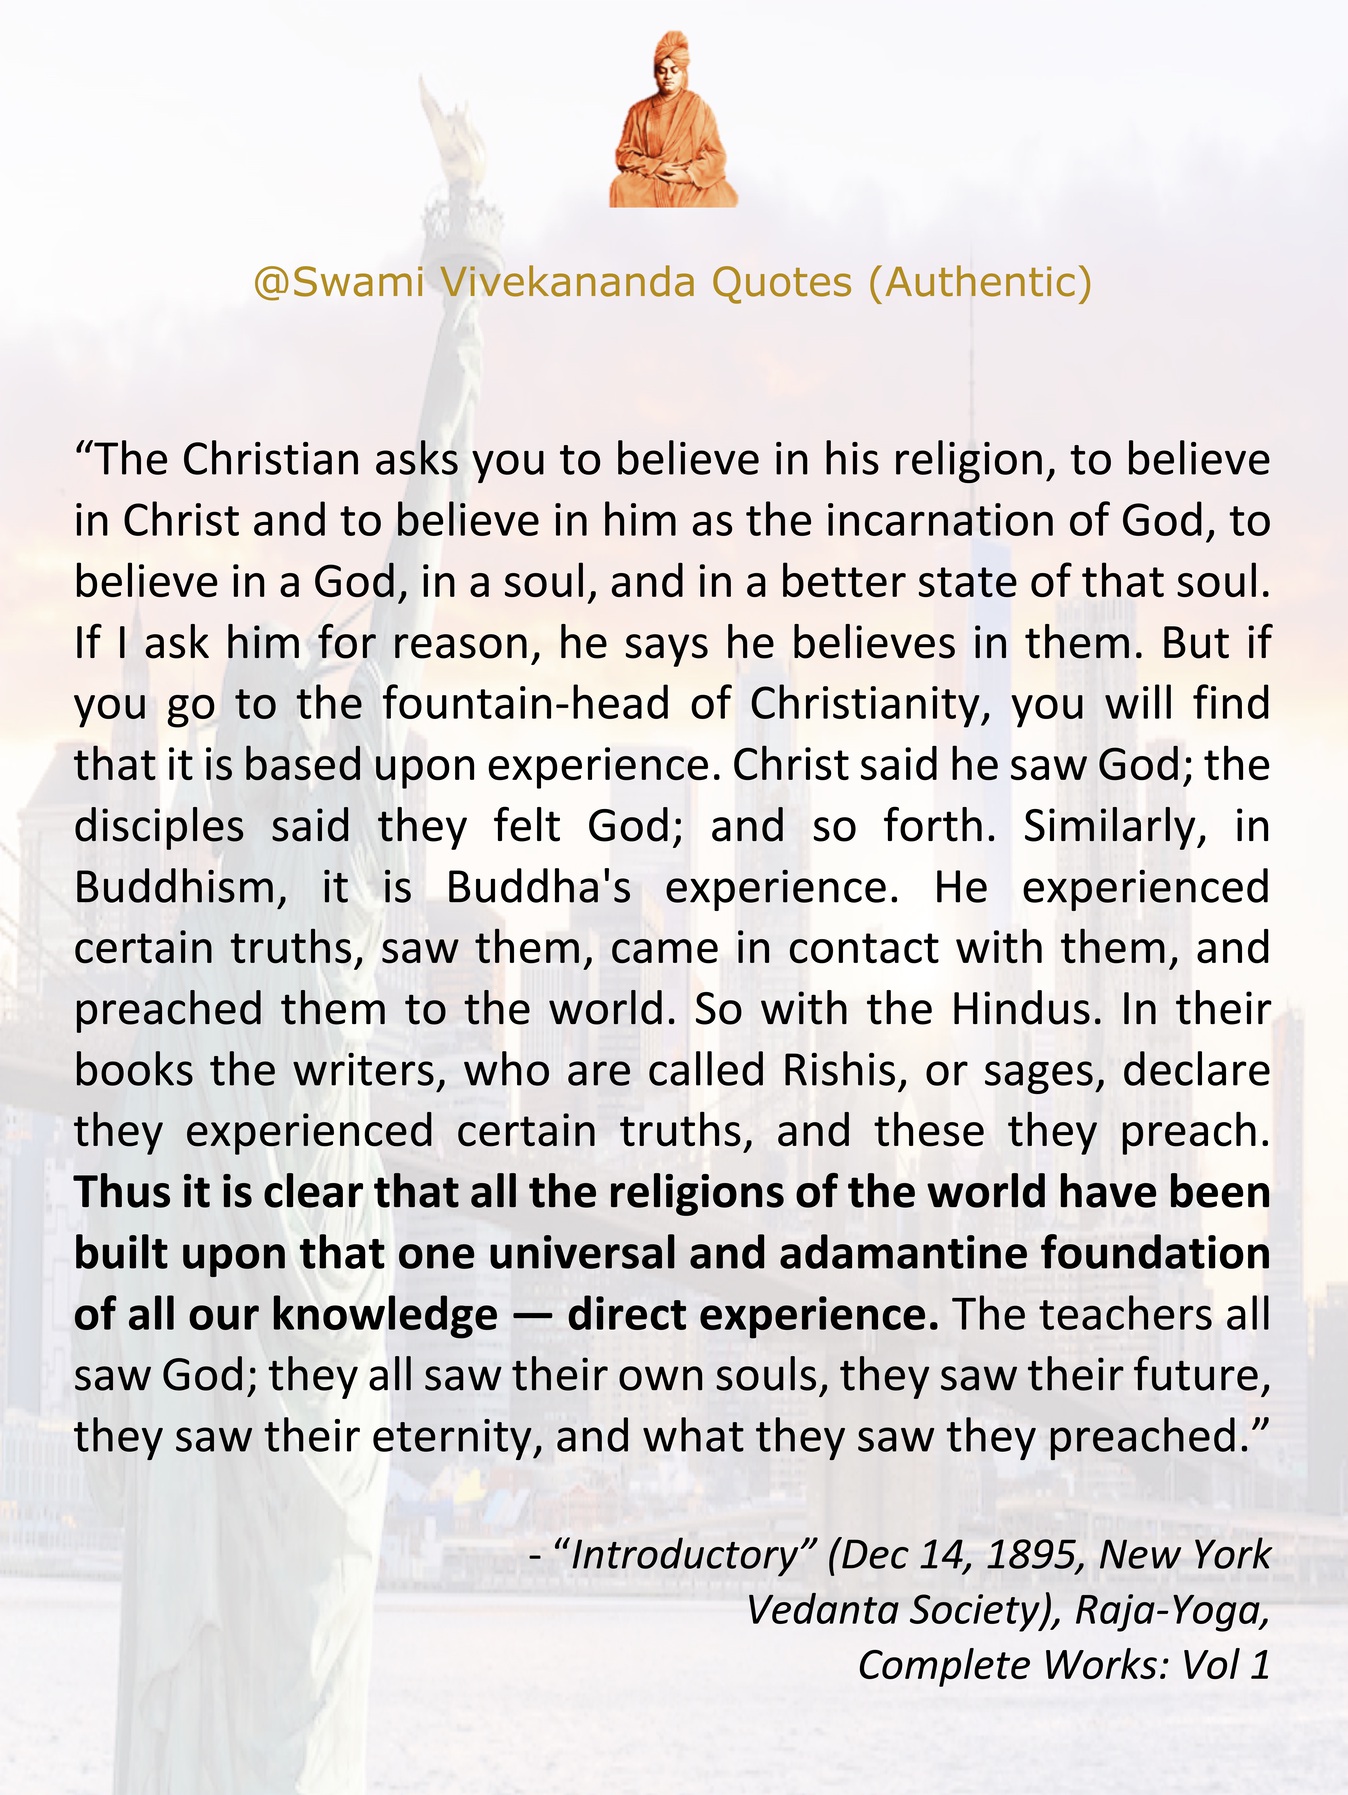 @Swami Vivekananda Quotes (Authentic)
“The Christian asks you to believe in his religion, to believe
in Christ and to believe in him as the incarnation of God, to
believe in a God, in a soul, and in a better state of that soul.
If I ask him for reason, he says he believes in them. But if
you go to the fountain-head of Christianity, you will find
that it is based upon experience. Christ said he saw God; the
disciples said they felt God; and so forth. Similarly, in
Buddhism, it is Buddha's experience. He experienced
certain truths, saw them, came in contact with them, and
preached them to the world. So with the Hindus. In their
books the writers, who are called Rishis, or sages, declare
they experienced certain truths, and these they preach.
Thus it is clear that all the religions of the world have been
built upon that one universal and adamantine foundation
of all our knowledge — direct experience. The teachers all
saw God; they all saw their own souls, they saw their future,
they saw their eternity, and what they saw they preached.”
- “Introductory” (Dec 14, 1895, New York
Vedanta Society), Raja-Yoga,
Complete Works: Vol 1